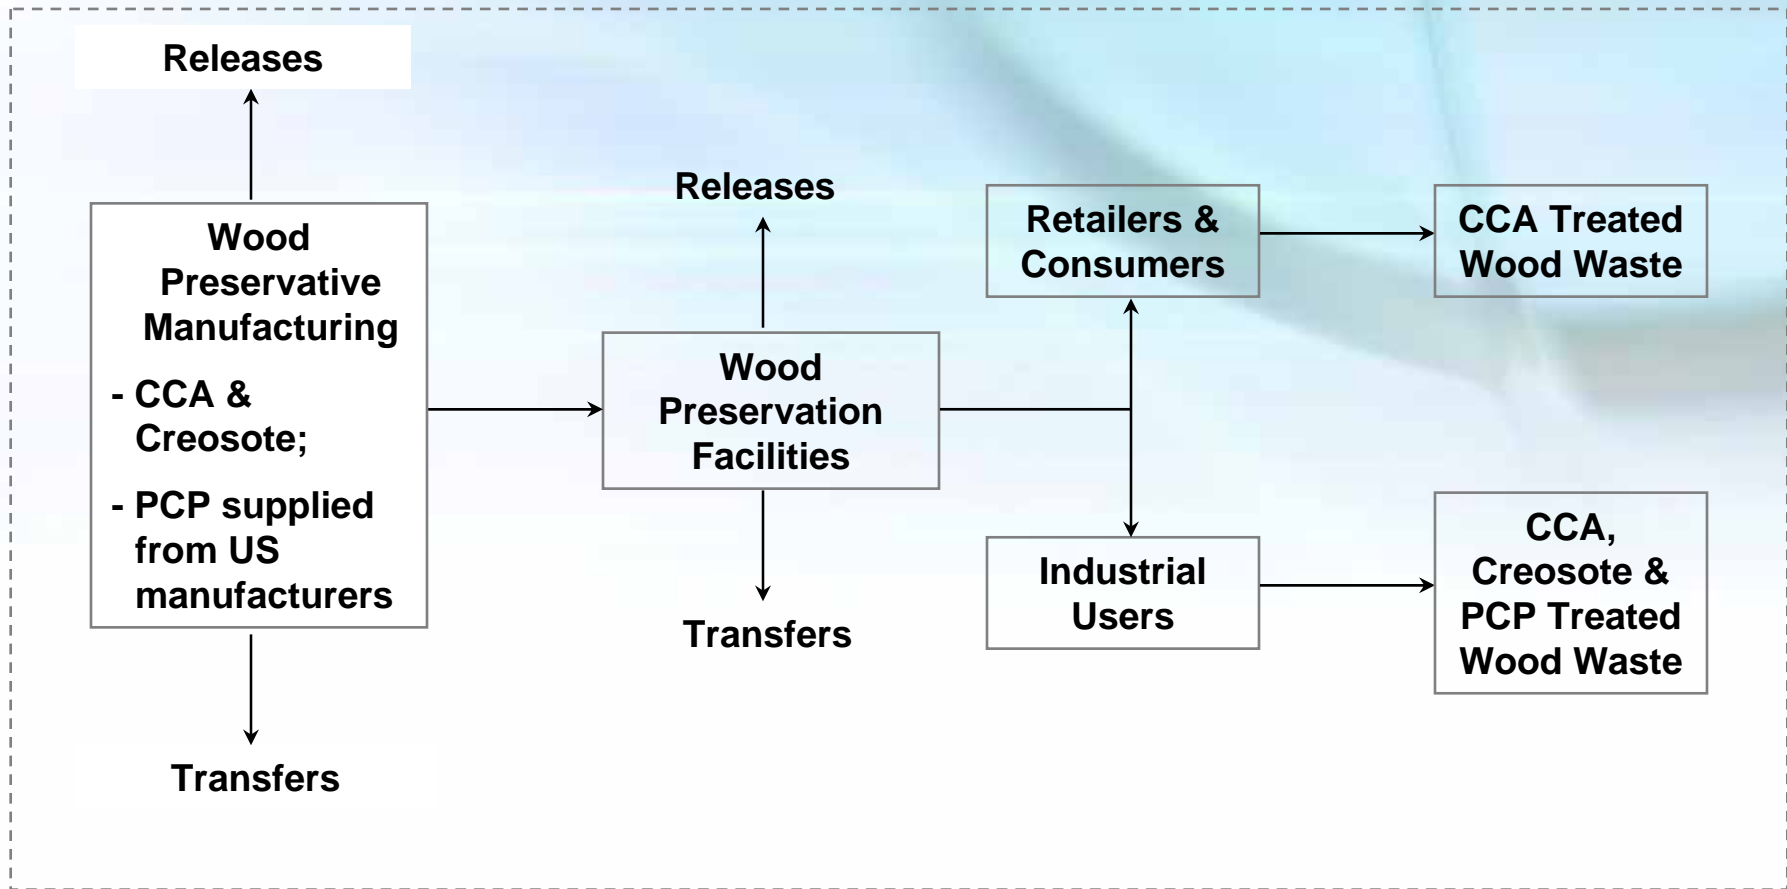 Releases
Wood
Preservative
Manufacturing
- CCA &
Creosote;
- PCP supplied
from US
manufacturers
Transfers
Releases
Wood
Preservation
Facilities
Transfers
Retailers &
Consumers
CCA Treated
Wood Waste
Industrial
Users
CCA,
Creosote &
PCP Treated
Wood Waste